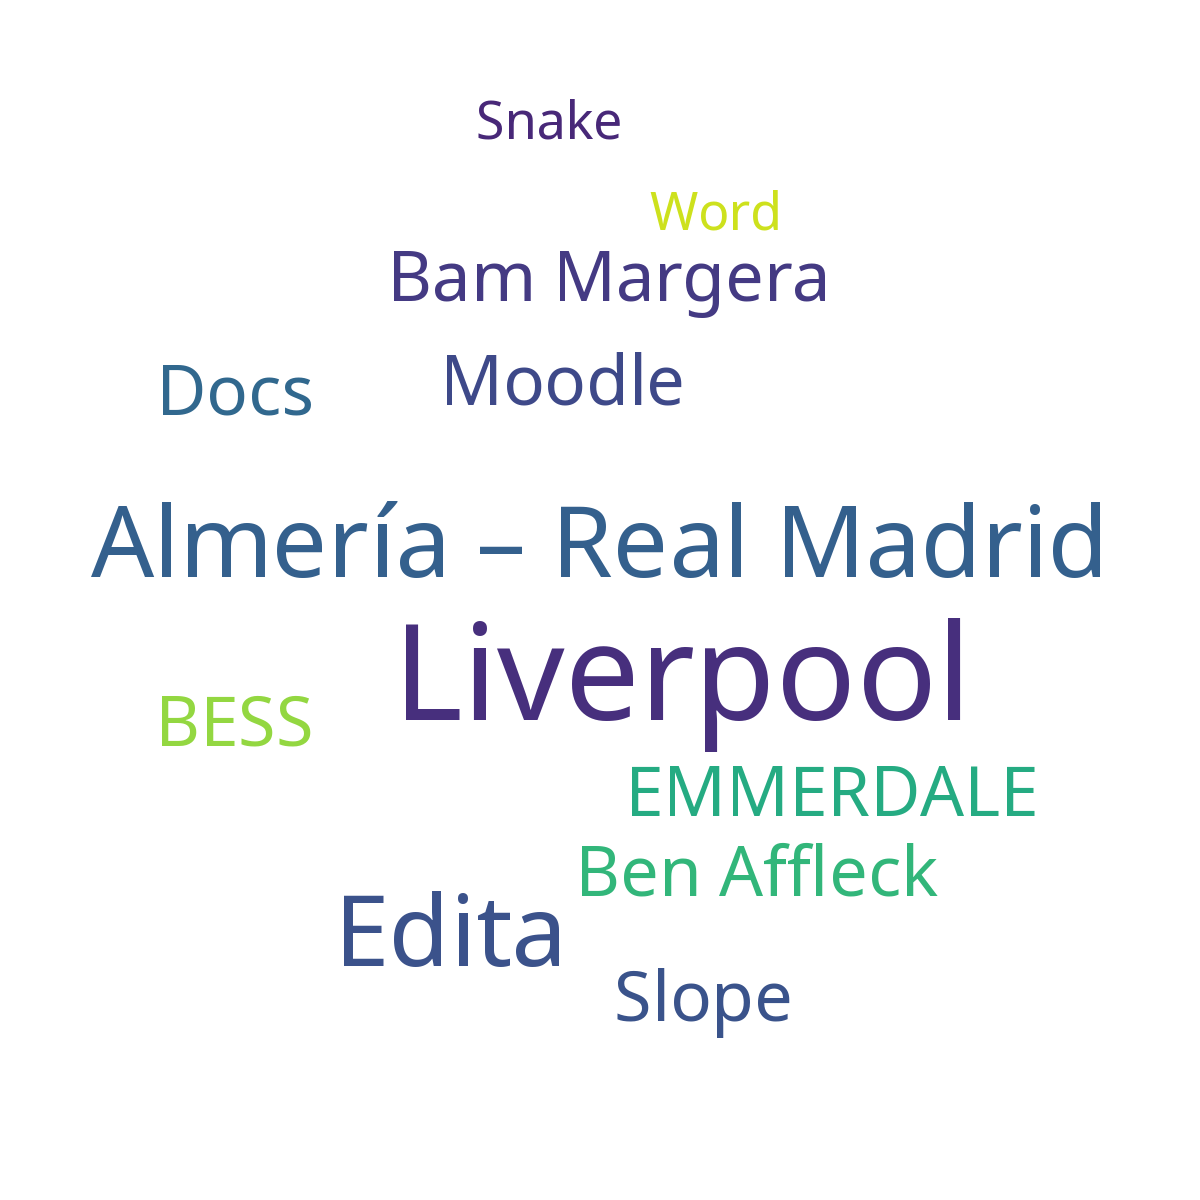 Snake
Word
Bam Margera
Moodle
Docs
Almería – Real Madrid
Liverpool
BESS
EMMERDALE
Ben Affleck
Edita
Slope